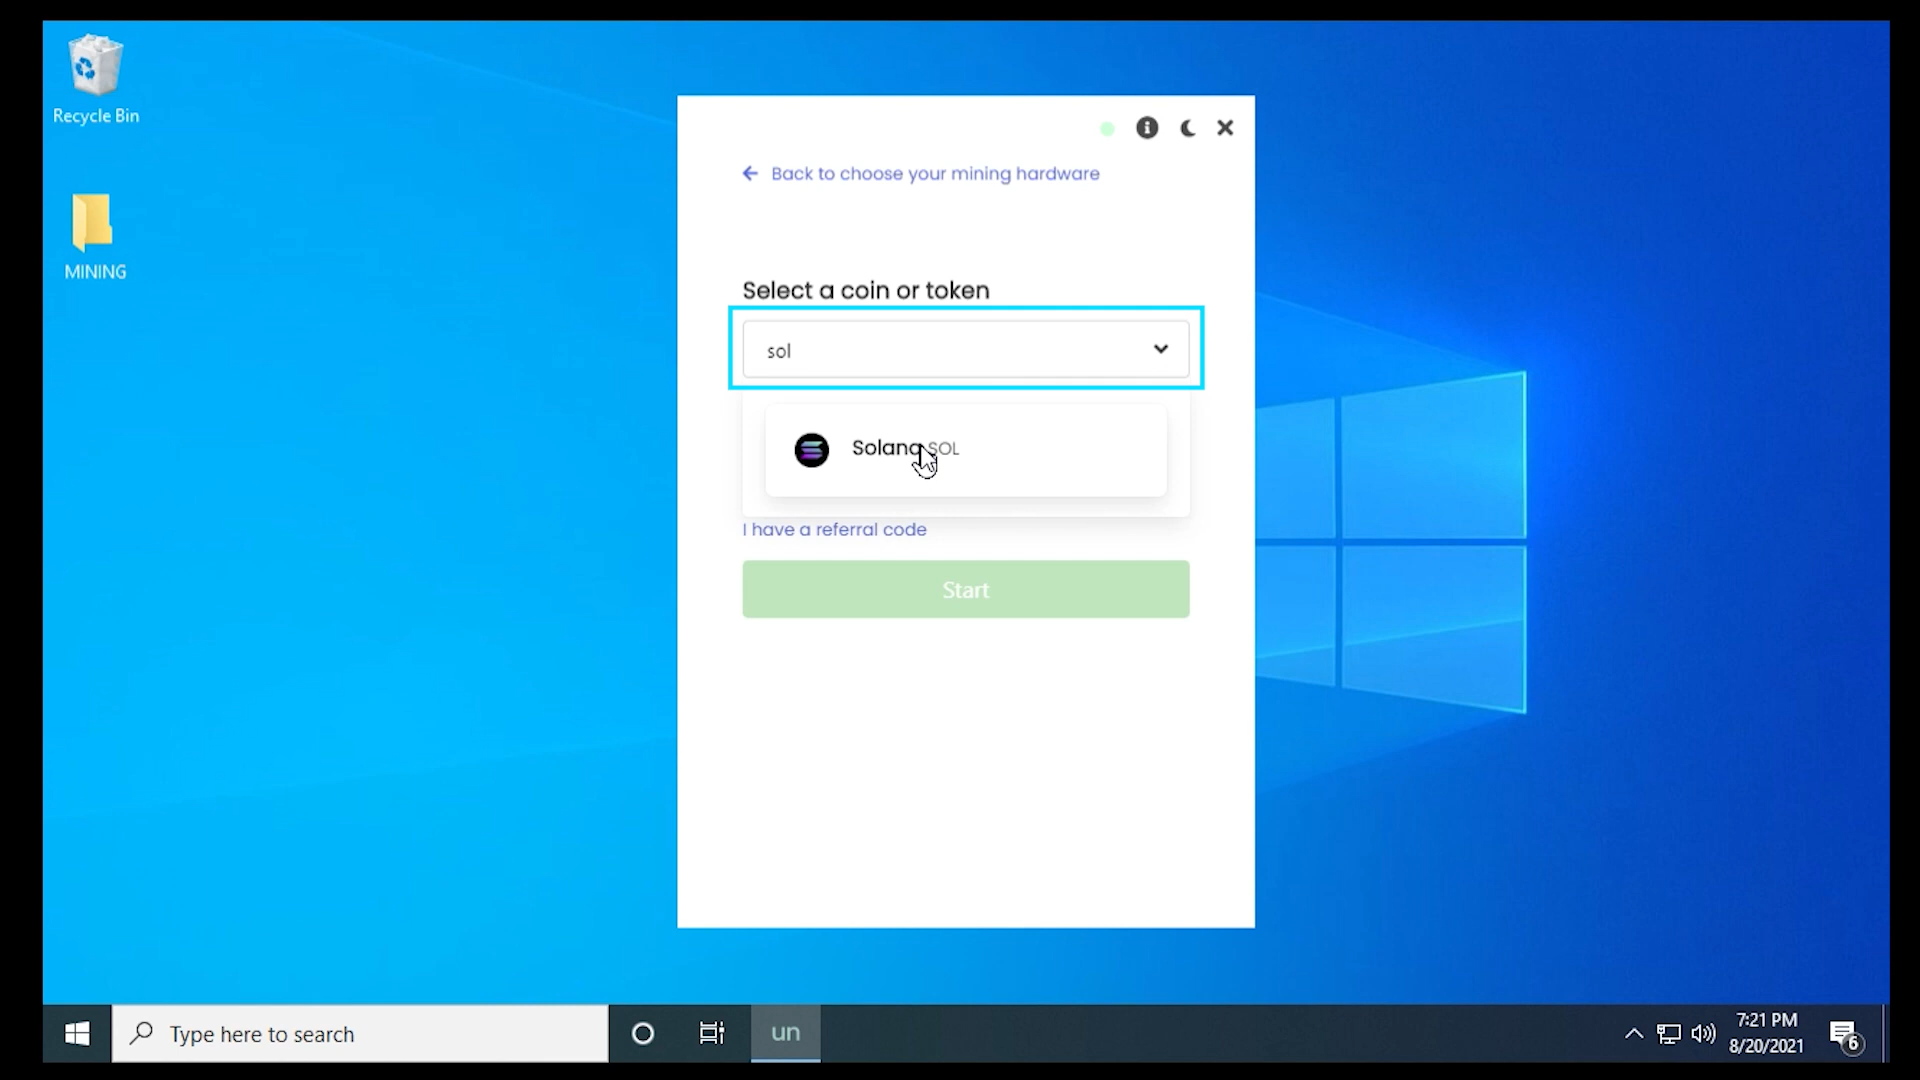 Recycle Bin
MINING
Back to choose your mining hardware
Select a coin or token
sol
Solana SOL
I have a referral code
Start
Type here to search
un
7:21 PM
8/20/2021
6